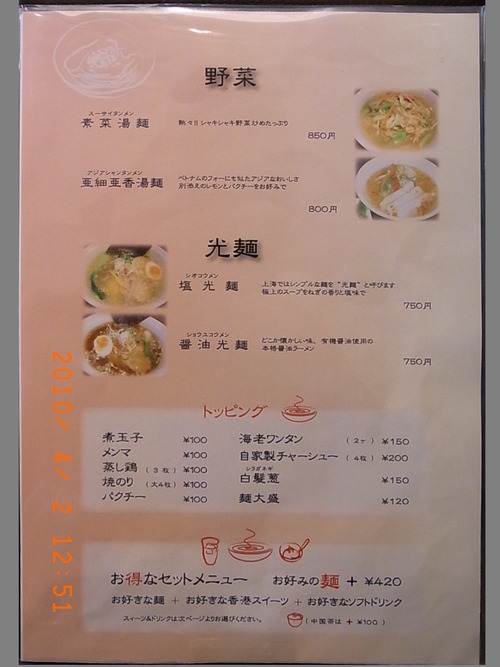 野菜
スーサイタンメン
素菜湯麺
熱々!! シャキシャキ野菜炒めたっぷり
850円
アジアシャンタンメン
亜細亜香湯麺
ベトナムのフォーに七似たアジアなおいしさ
別添えのレモンとパクチーをお好みで
800円
光麺
シオコウメン
塩光麺
上海ではシンプルな麺を“光麺”と呼びます
極上のスープをねぎの香りと塩味で
750円
ショウユコウメン
醤油光麺
どこか懐かしい味、有機醤油使用の
本格醤油ラーメン
750円
トッピング
煮玉子 ¥100
メンマ ¥100
蒸し鶏 (3枚) ¥100
焼のり (大4枚) ¥100
パクチー ¥100
海老ワンタン (2ヶ) ¥150
自家製チャーシュー (4枚) ¥200
シラガネギ
白髪葱 ¥150
麺大盛 ¥120
お得なセットメニュー お好みの麺 + ¥420
お好きな麺 + お好きな香港スイーツ + お好きなソフトドリンク
スィーツ&ドリンクは次ページよりお選びください。 (中国茶は + ¥100)
2010/ 4/ 2 12:51